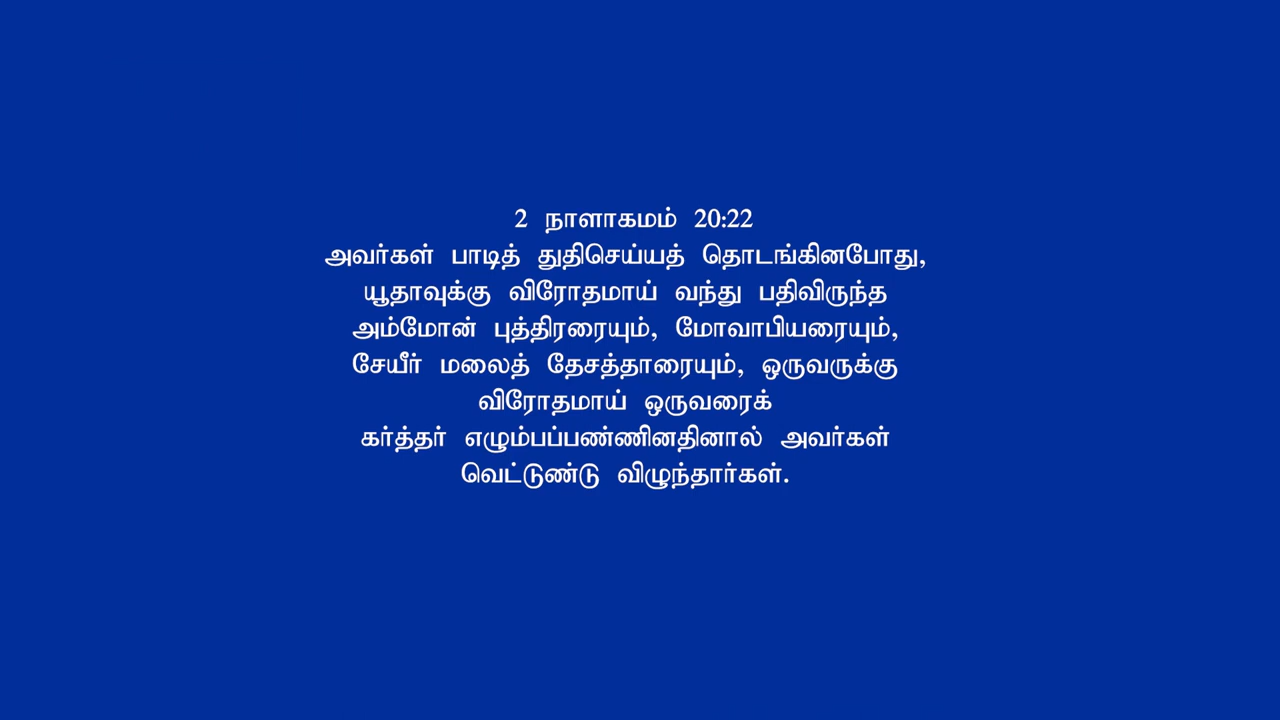 2 நாளாகமம் 20:22
அவர்கள் பாடித் துதிசெய்யத் தொடங்கினபோது,
யூதாவுக்கு விரோதமாய் வந்து பதிவிருந்த
அம்மோன் புத்திரரையும், மோவாபியரையும்,
சேயீர் மலைத் தேசத்தாரையும், ஒருவருக்கு
விரோதமாய் ஒருவரைக்
கர்த்தர் எழும்பப்பண்ணினதினால் அவர்கள்
வெட்டுண்டு விழுந்தார்கள்.